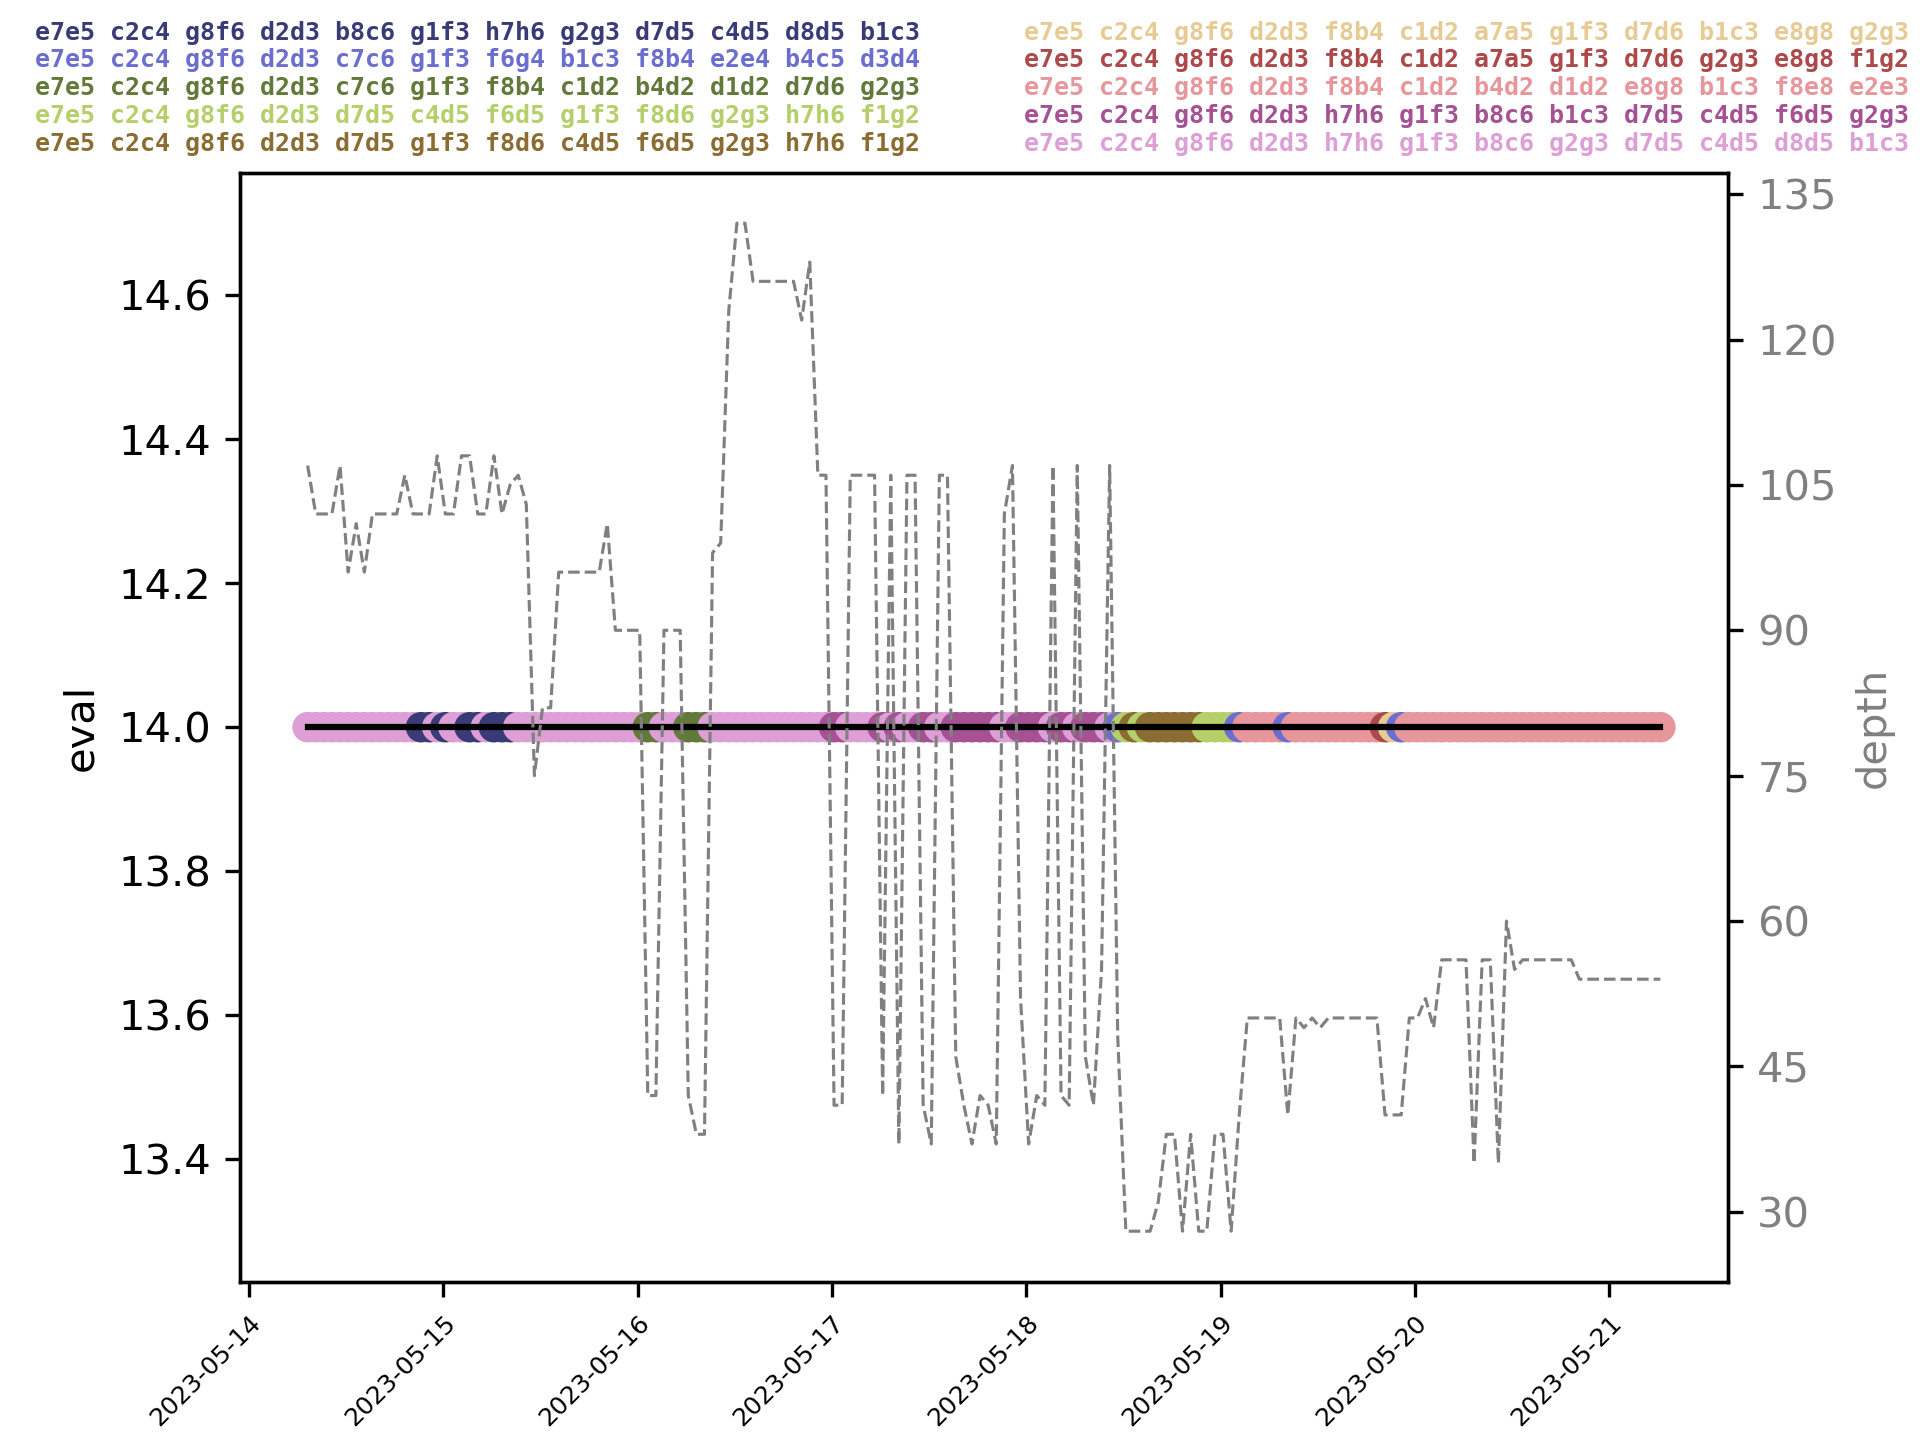 e7e5 c2c4 g8f6 d2d3 b8c6 g1f3 h7h6 g2g3 d7d5 c4d5 d8d5 b1c3
e7e5 c2c4 g8f6 d2d3 c7c6 g1f3 f6g4 b1c3 f8b4 e2e4 b4c5 d3d4
e7e5 c2c4 g8f6 d2d3 c7c6 g1f3 f8b4 c1d2 b4d2 d1d2 d7d6 g2g3
e7e5 c2c4 g8f6 d2d3 d7d5 c4d5 f6d5 g1f3 f8d6 g2g3 h7h6 f1g2
e7e5 c2c4 g8f6 d2d3 d7d5 g1f3 f8d6 c4d5 f6d5 g2g3 h7h6 f1g2
e7e5 c2c4 g8f6 d2d3 f8b4 c1d2 a7a5 g1f3 d7d6 b1c3 e8g8 g2g3
e7e5 c2c4 g8f6 d2d3 f8b4 c1d2 a7a5 g1f3 d7d6 g2g3 e8g8 f1g2
e7e5 c2c4 g8f6 d2d3 f8b4 c1d2 b4d2 d1d2 e8g8 b1c3 f8e8 e2e3
e7e5 c2c4 g8f6 d2d3 h7h6 g1f3 b8c6 b1c3 d7d5 c4d5 f6d5 g2g3
e7e5 c2c4 g8f6 d2d3 h7h6 g1f3 b8c6 g2g3 d7d5 c4d5 d8d5 b1c3
eval
14.6
14.4
14.2
14.0
13.8
13.6
13.4
135
120
105
90
75
60
45
30
depth
2023-05-14
2023-05-15
2023-05-16
2023-05-17
2023-05-18
2023-05-19
2023-05-20
2023-05-21